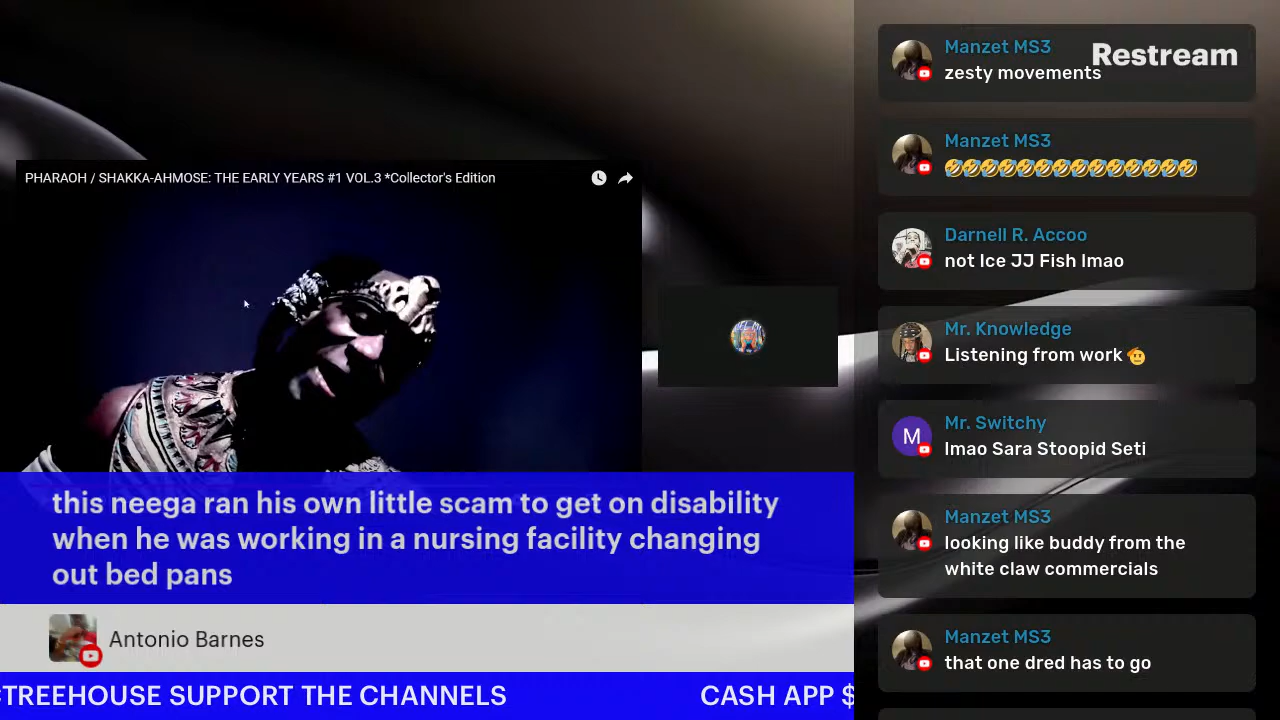 PHARAOH / SHAKKA-AHMOSE: THE EARLY YEARS #1 VOL.3 *Collector's Edition
this neega ran his own little scam to get on disability
when he was working in a nursing facility changing
out bed pans
Antonio Barnes
TREEHOUSE SUPPORT THE CHANNELS
CASH APP $
Restream
Manzet MS3
zesty movements
Manzet MS3
🤣🤣🤣🤣🤣🤣🤣🤣🤣🤣🤣🤣🤣🤣
Darnell R. Accoo
not Ice JJ Fish lmao
Mr. Knowledge
Listening from work 🫡
M
Mr. Switchy
lmao Sara Stoopid Seti
Manzet MS3
looking like buddy from the
white claw commercials
Manzet MS3
that one dred has to go